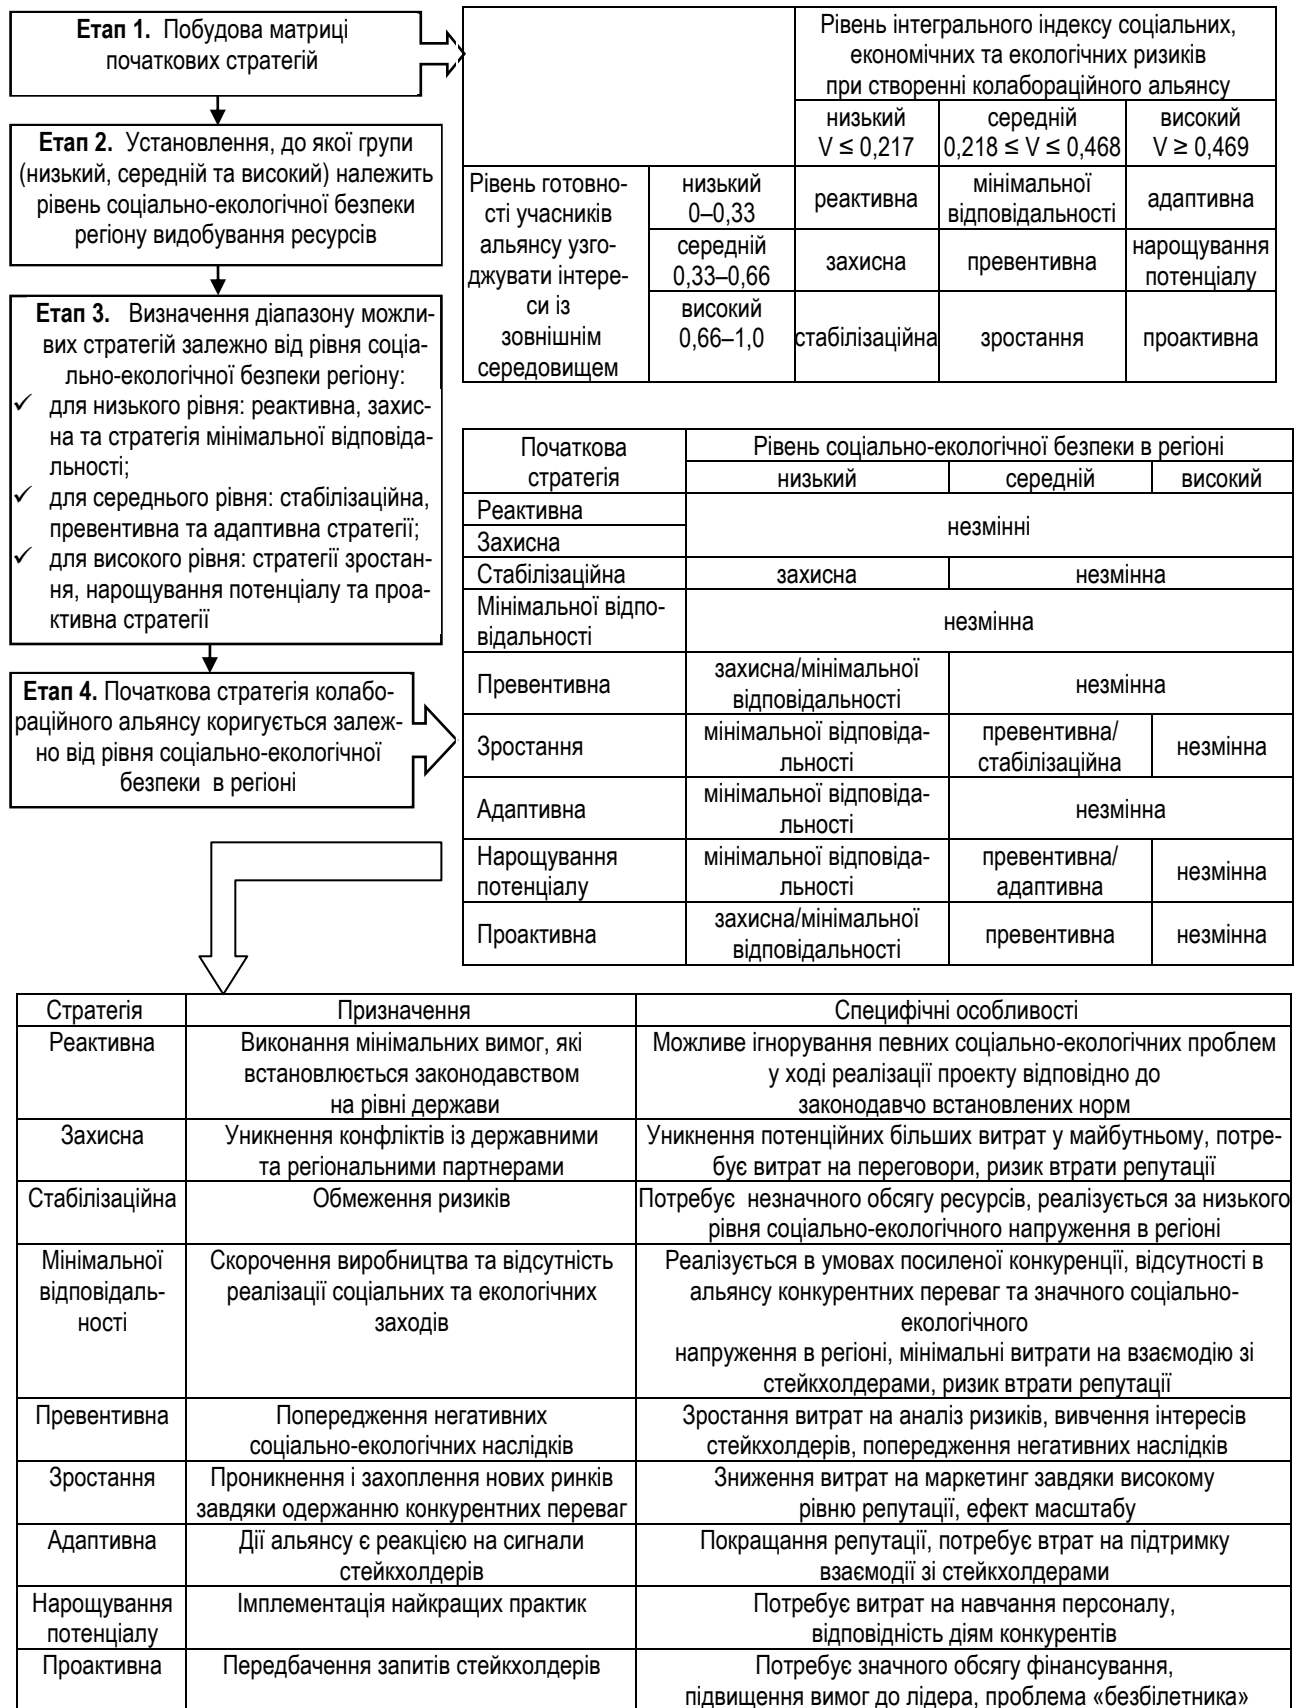 Етап 1. Побудова матриці
початкових стратегій
Етап 2. Установлення, до якої групи
(низький, середній та високий) належить
рівень соціально-екологічної безпеки
регіону видобування ресурсів
Етап 3. Визначення діапазону можли-
вих стратегій залежно від рівня соціа-
льно-екологічної безпеки регіону:
✓ для низького рівня: реактивна, захис-
на та стратегія мінімальної відповіда-
льності;
✓ для середнього рівня: стабілізаційна,
превентивна та адаптивна стратегії;
✓ для високого рівня: стратегії зростан-
ня, нарощування потенціалу та проа-
ктивна стратегії
Етап 4. Початкова стратегія колабо-
раційного альянсу коригується залеж-
но від рівня соціально-екологічної
безпеки в регіоні
Рівень інтегрального індексу соціальних,
економічних та екологічних ризиків
при створенні колабораційного альянсу
низький
V ≤ 0,217
середній
0,218 ≤ V ≤ 0,468
високий
V ≥ 0,469
Рівень готовно-
сті учасників
альянсу узго-
джувати інтере-
си із
зовнішнім
середовищем
низький
0–0,33
реактивна
мінімальної
відповідальності
адаптивна
середній
0,33–0,66
захисна
превентивна
нарощування
потенціалу
високий
0,66–1,0
стабілізаційна
зростання
проактивна
Початкова
стратегія
Рівень соціально-екологічної безпеки в регіоні
низький
середній
високий
Реактивна
Захисна
незмінні
Стабілізаційна
захисна
незмінна
Мінімальної відпо-
відальності
незмінна
Превентивна
захисна/мінімальної
відповідальності
незмінна
Зростання
мінімальної відповіда-
льності
превентивна/
стабілізаційна
незмінна
Адаптивна
мінімальної відповіда-
льності
незмінна
Нарощування
потенціалу
мінімальної відповіда-
льності
превентивна/
адаптивна
незмінна
Проактивна
захисна/мінімальної
відповідальності
превентивна
незмінна
Стратегія
Призначення
Специфічні особливості
Реактивна
Виконання мінімальних вимог, які
встановлюється законодавством
на рівні держави
Можливе ігнорування певних соціально-екологічних проблем
у ході реалізації проекту відповідно до
законодавчо встановлених норм
Захисна
Уникнення конфліктів із державними
та регіональними партнерами
Уникнення потенційних більших витрат у майбутньому, потре-
бує витрат на переговори, ризик втрати репутації
Стабілізаційна
Обмеження ризиків
Потребує незначного обсягу ресурсів, реалізується за низького
рівня соціально-екологічного напруження в регіоні
Мінімальної
відповідаль-
ності
Скорочення виробництва та відсутність
реалізації соціальних та екологічних
заходів
Реалізується в умовах посиленої конкуренції, відсутності в
альянсу конкурентних переваг та значного соціально-
екологічного
напруження в регіоні, мінімальні витрати на взаємодію зі
стейкхолдерами, ризик втрати репутації
Превентивна
Попередження негативних
соціально-екологічних наслідків
Зростання витрат на аналіз ризиків, вивчення інтересів
стейкхолдерів, попередження негативних наслідків
Зростання
Проникнення і захоплення нових ринків
завдяки одержанню конкурентних переваг
Зниження витрат на маркетинг завдяки високому
рівню репутації, ефект масштабу
Адаптивна
Дії альянсу є реакцією на сигнали
стейкхолдерів
Покращання репутації, потребує втрат на підтримку
взаємодії зі стейкхолдерами
Нарощування
потенціалу
Імплементація найкращих практик
Потребує витрат на навчання персоналу,
відповідність діям конкурентів
Проактивна
Передбачення запитів стейкхолдерів
Потребує значного обсягу фінансування,
підвищення вимог до лідера, проблема «безбілетника»